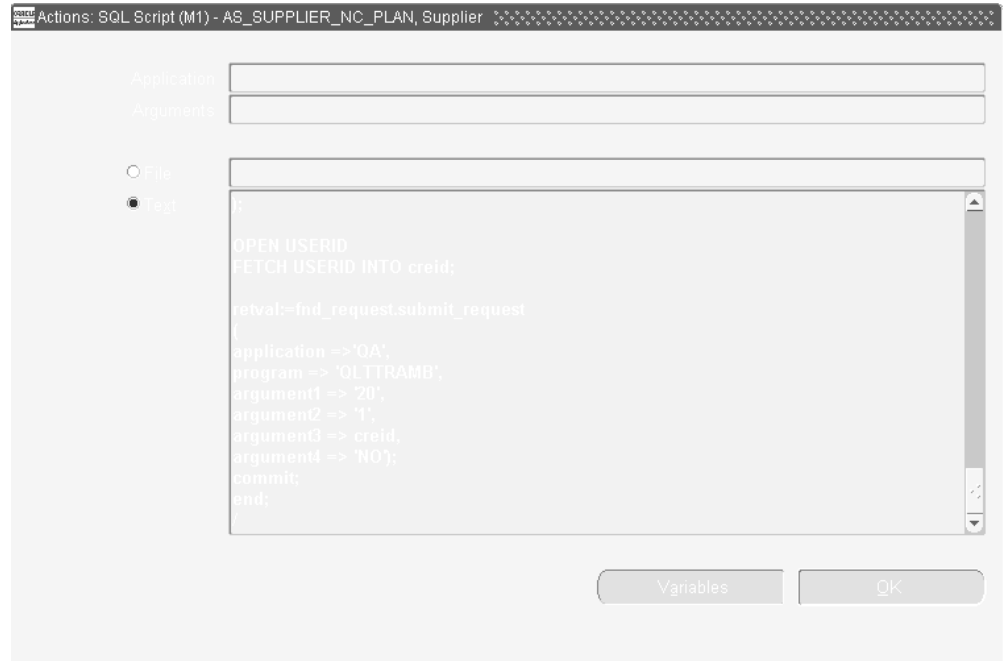 Actions: SQL Script (M1) - AS_SUPPLIER_NC_PLAN, Supplier
Application
Arguments
File
Text
);
OPEN USERID
FETCH USERID INTO creid;
retval:=fnd_request.submit_request
(
application =>'QA',
program => 'QLTTRAMB',
argument1 => '20',
argument2 => '1',
argument3 => creid,
argument4 => 'NO');
commit;
end;
/
Variables
OK